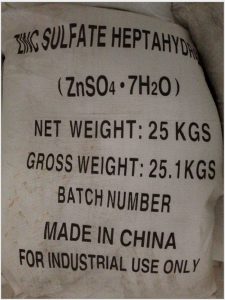 ZINC SULFATE HEPTAHYDR
(ZnSO4·7H2O)
NET WEIGHT: 25 KGS
GROSS WEIGHT: 25.1KGS
BATCH NUMBER
MADE IN CHINA
FOR INDUSTRIAL USE ONLY